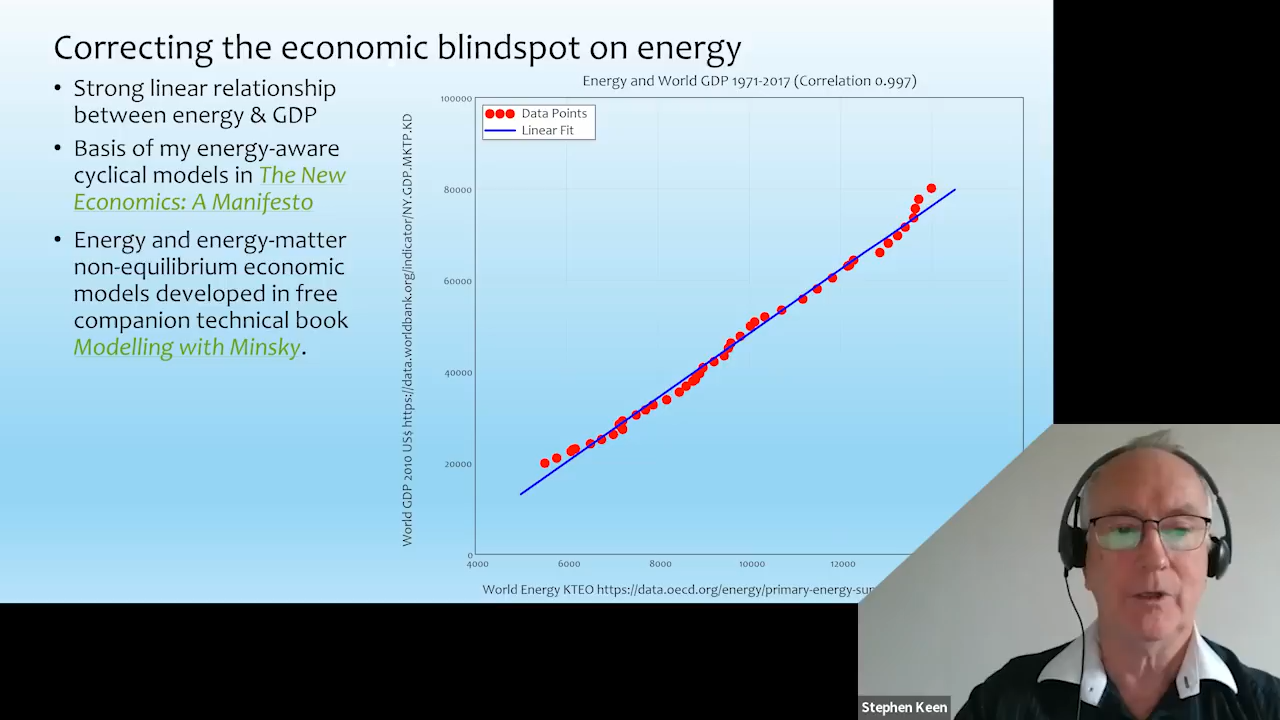 Correcting the economic blindspot on energy
• Strong linear relationship
between energy & GDP
• Basis of my energy-aware
cyclical models in The New
Economics: A Manifesto
• Energy and energy-matter
non-equilibrium economic
models developed in free
companion technical book
Modelling with Minsky.
Energy and World GDP 1971-2017 (Correlation 0.997)
Data Points
Linear Fit
World GDP 2010 US$ https://data.worldbank.org/indicator/NY.GDP.MKTP.KD
100000
80000
60000
40000
20000
0
4000 6000 8000 10000 12000
World Energy KTEO https://data.oecd.org/energy/primary-energy-sup
Stephen Keen